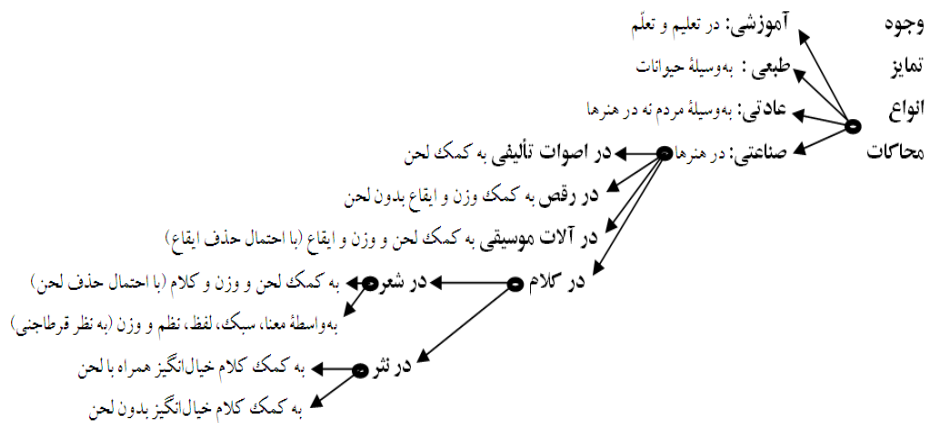 وجوه آموزشی: در تعلیم و تعلّم
تمایز طبعی : به‌وسیلهٔ حیوانات
انواع عادتی: به‌وسیلهٔ مردم نه در هنرها
محاکات صناعتی: در هنرها در اصوات تألیفی به کمک لحن
در رقص به کمک وزن و ایقاع بدون لحن
در آلات موسیقی به کمک لحن و وزن و ایقاع (با احتمال حذف ایقاع)
در کلام در شعر به کمک لحن و وزن و کلام (با احتمال حذف لحن)
به‌واسطهٔ معنا، سبک، لفظ، نظم و وزن (به نظر قرطاجنی)
در نثر به کمک کلام خیال‌انگیز همراه با لحن
به کمک کلام خیال‌انگیز بدون لحن